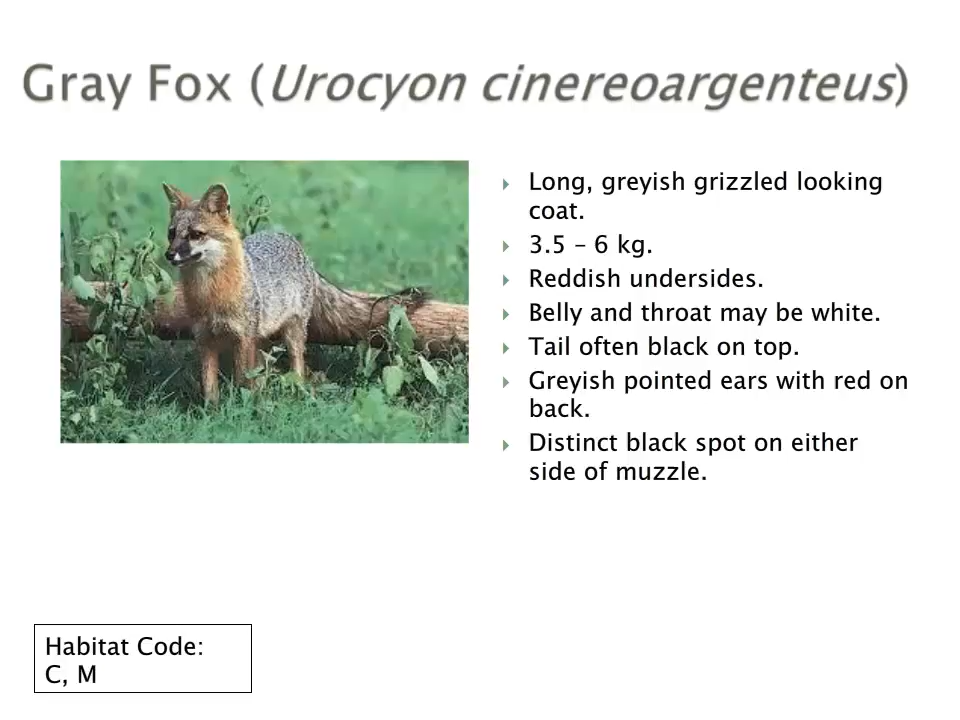 Gray Fox (Urocyon cinereoargenteus)
Long, greyish grizzled looking
coat.
3.5 – 6 kg.
Reddish undersides.
Belly and throat may be white.
Tail often black on top.
Greyish pointed ears with red on
back.
Distinct black spot on either
side of muzzle.
Habitat Code:
C, M